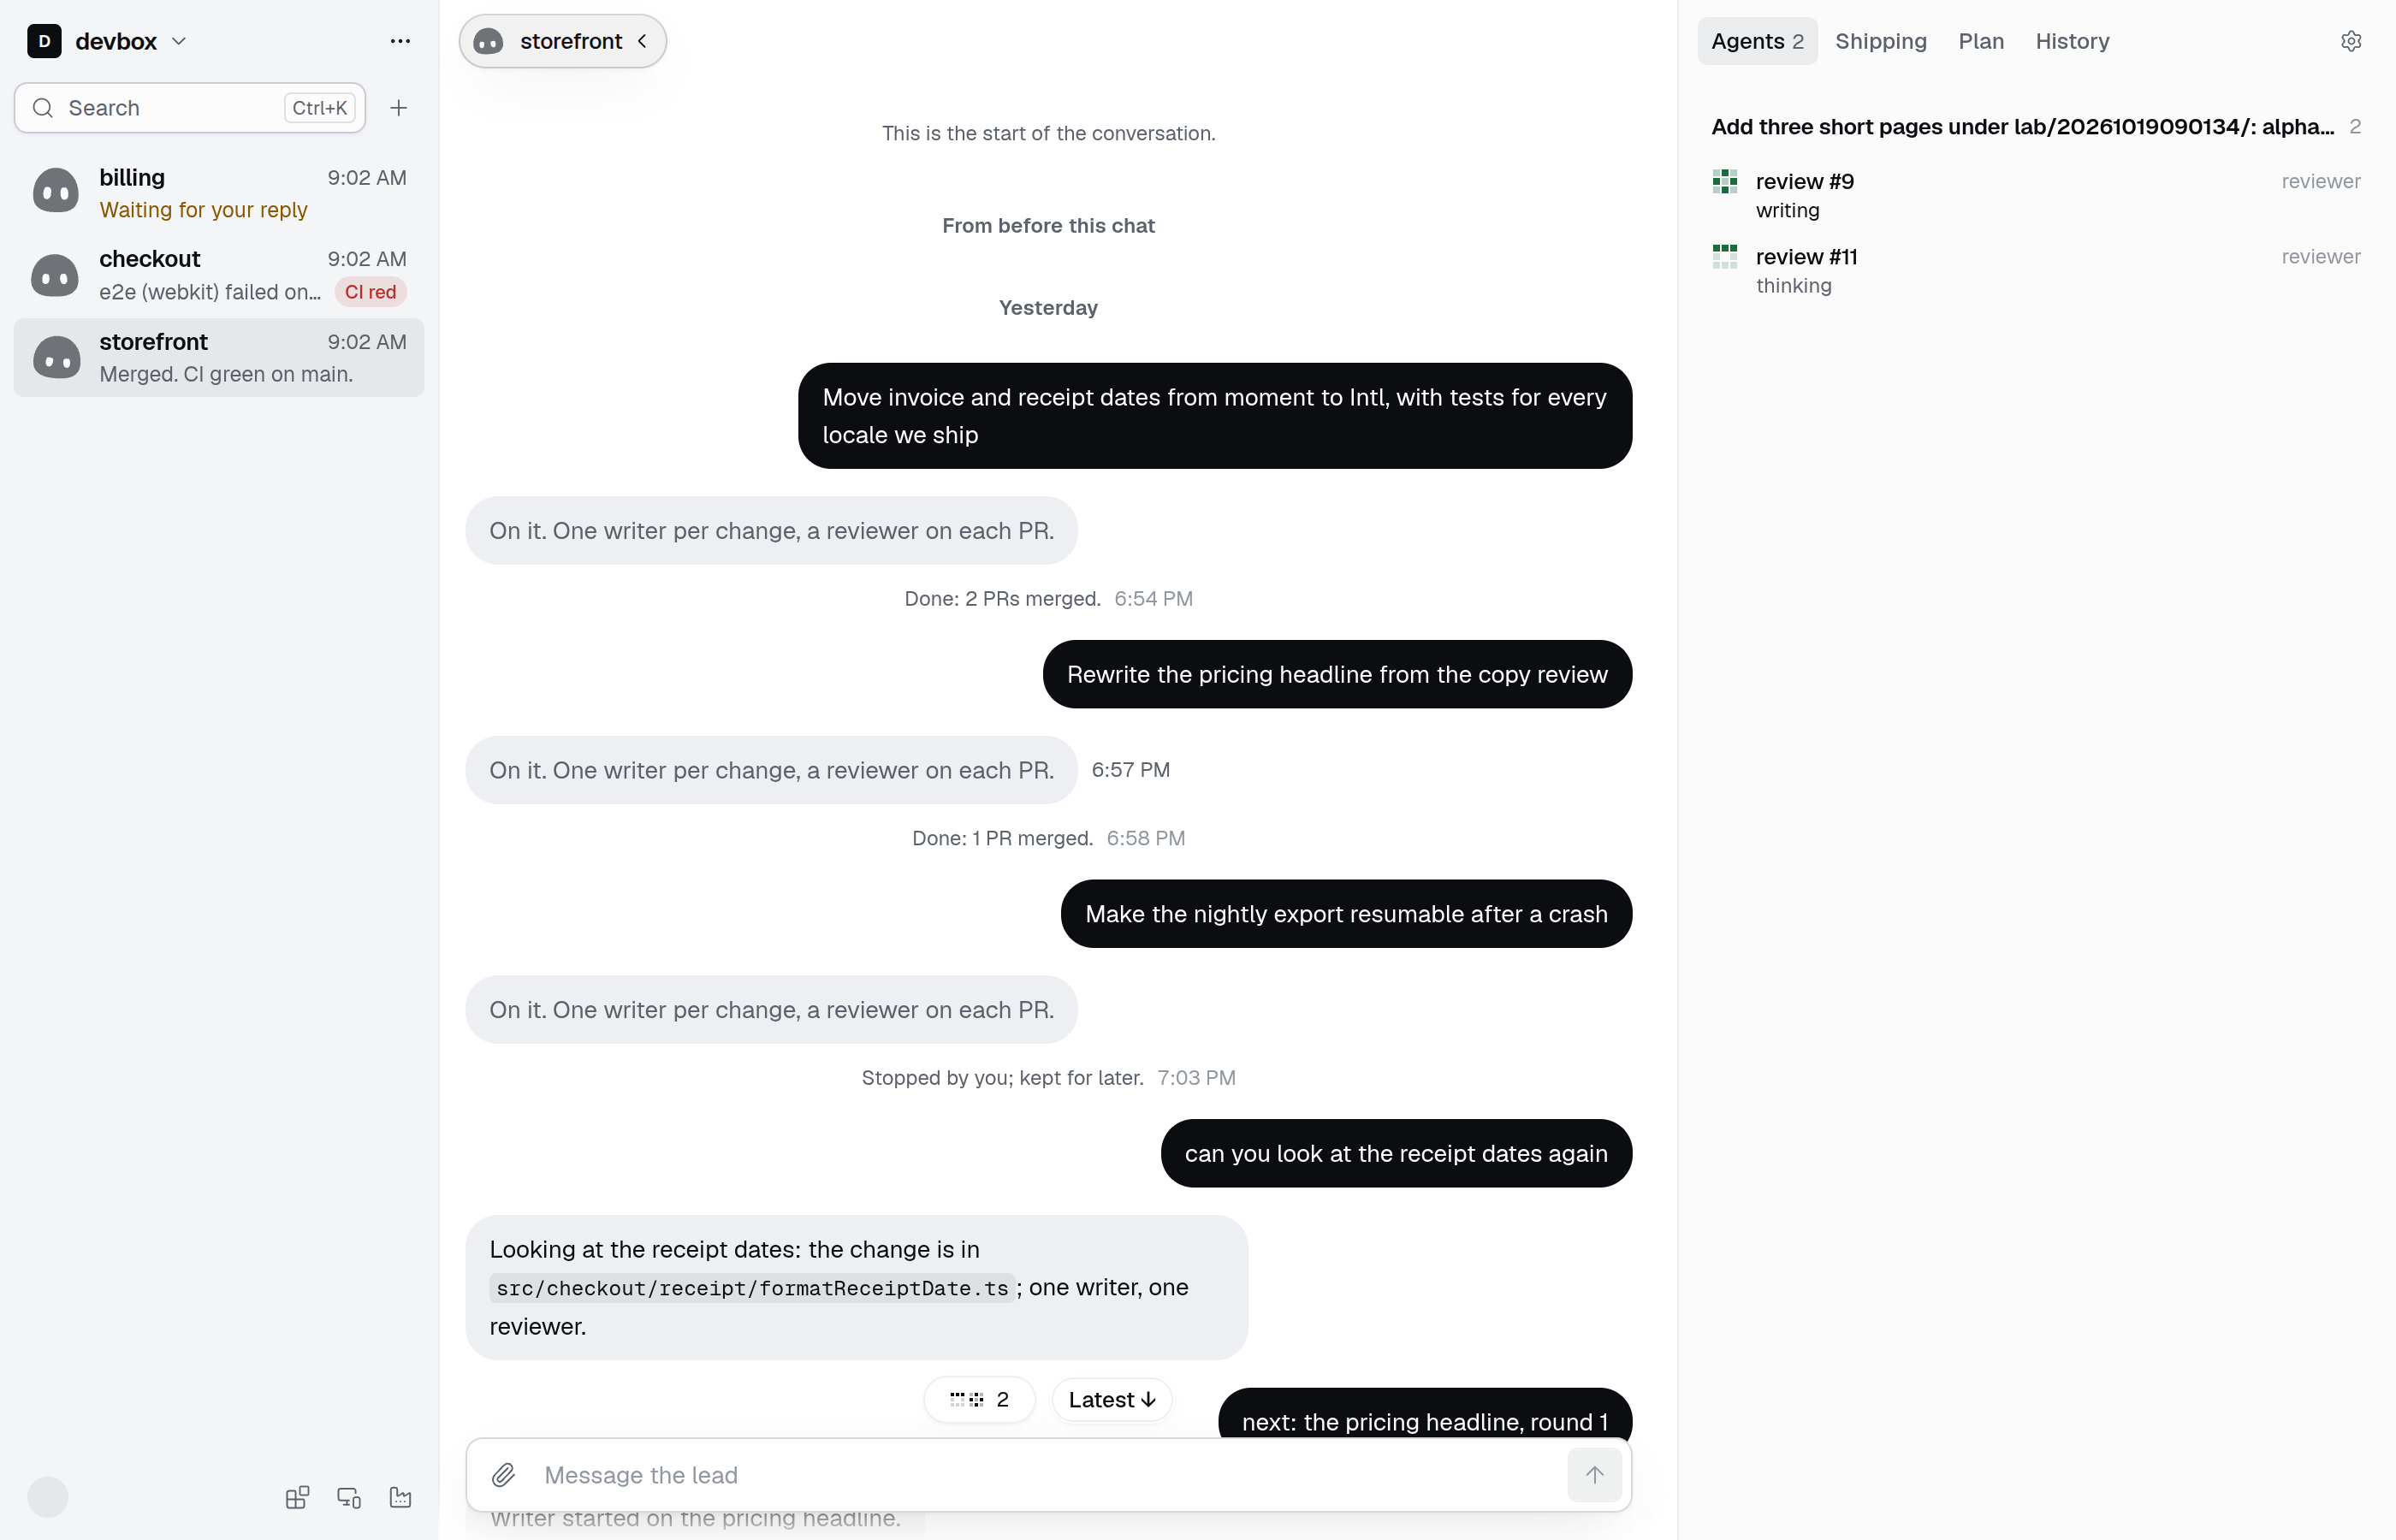 D devbox
Search Ctrl+K
billing 9:02 AM
Waiting for your reply
checkout 9:02 AM
e2e (webkit) failed on... CI red
storefront 9:02 AM
Merged. CI green on main.
storefront
This is the start of the conversation.
From before this chat
Yesterday
Move invoice and receipt dates from moment to Intl, with tests for every
locale we ship
On it. One writer per change, a reviewer on each PR.
Done: 2 PRs merged. 6:54 PM
Rewrite the pricing headline from the copy review
On it. One writer per change, a reviewer on each PR. 6:57 PM
Done: 1 PR merged. 6:58 PM
Make the nightly export resumable after a crash
On it. One writer per change, a reviewer on each PR.
Stopped by you; kept for later. 7:03 PM
can you look at the receipt dates again
Looking at the receipt dates: the change is in
src/checkout/receipt/formatReceiptDate.ts; one writer, one
reviewer.
2 Latest
next: the pricing headline, round 1
Message the lead
Writer started on the pricing headline.
Agents 2 Shipping Plan History
Add three short pages under lab/20261019090134/: alpha... 2
review #9 reviewer
writing
review #11 reviewer
thinking